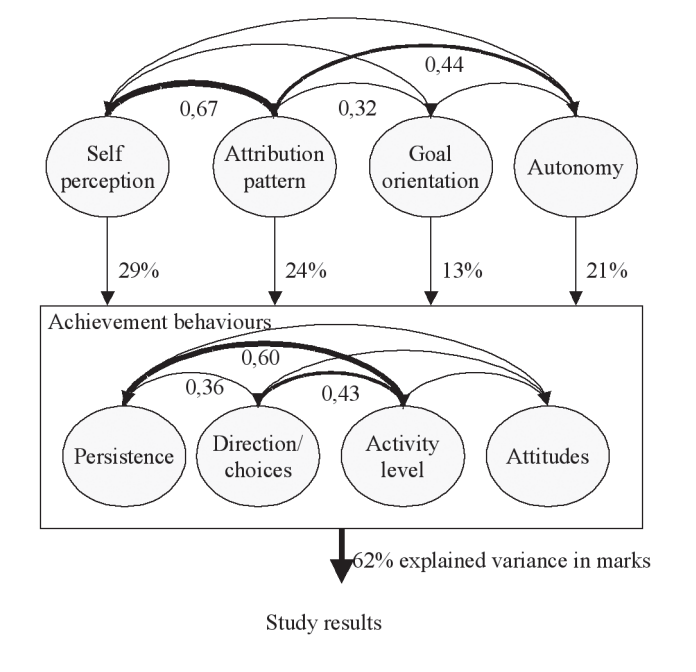 0,44
0,67
0,32
Self
perception
Attribution
pattern
Goal
orientation
Autonomy
29%
24%
13%
21%
Achievement behaviours
0,60
0,36
0,43
Persistence
Direction/
choices
Activity
level
Attitudes
62% explained variance in marks
Study results